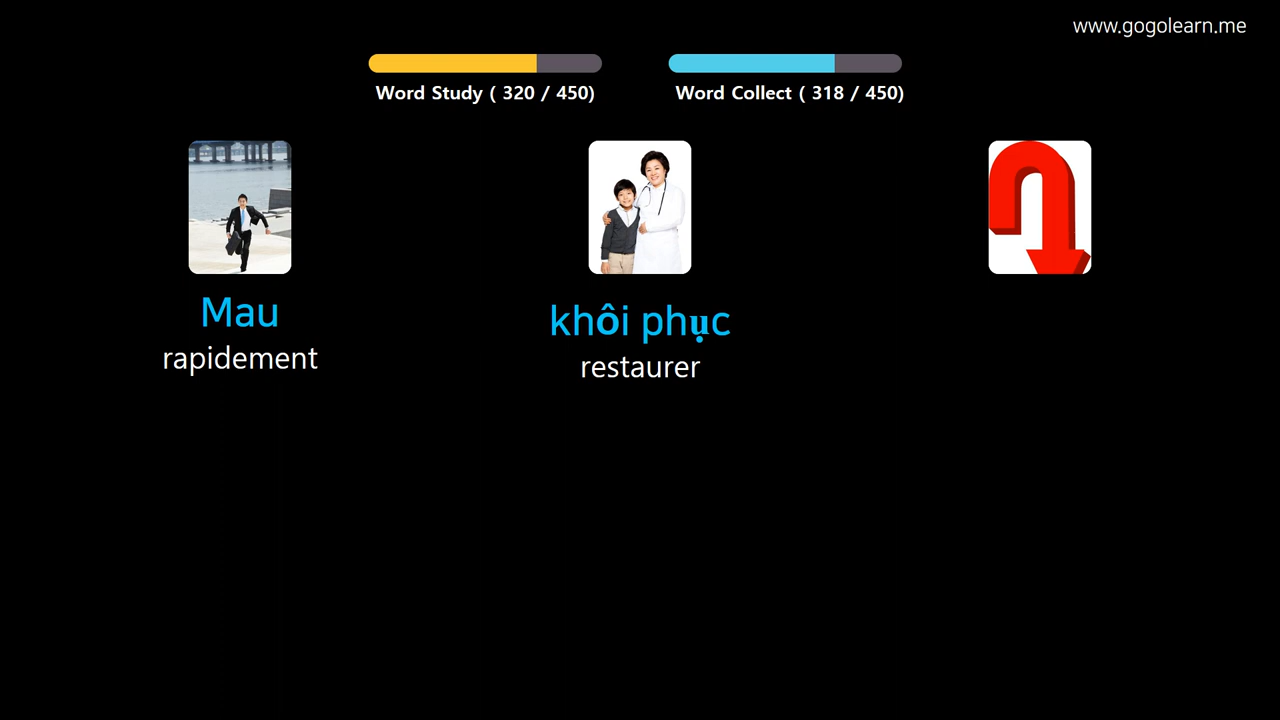 www.gogolearn.me
Word Study ( 320 / 450)
Word Collect ( 318 / 450)
Mau
rapidement
khôi phục
restaurer